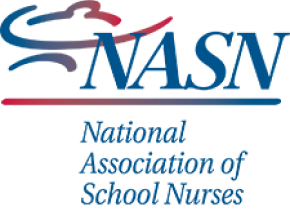 NASN
National
Association of
School Nurses